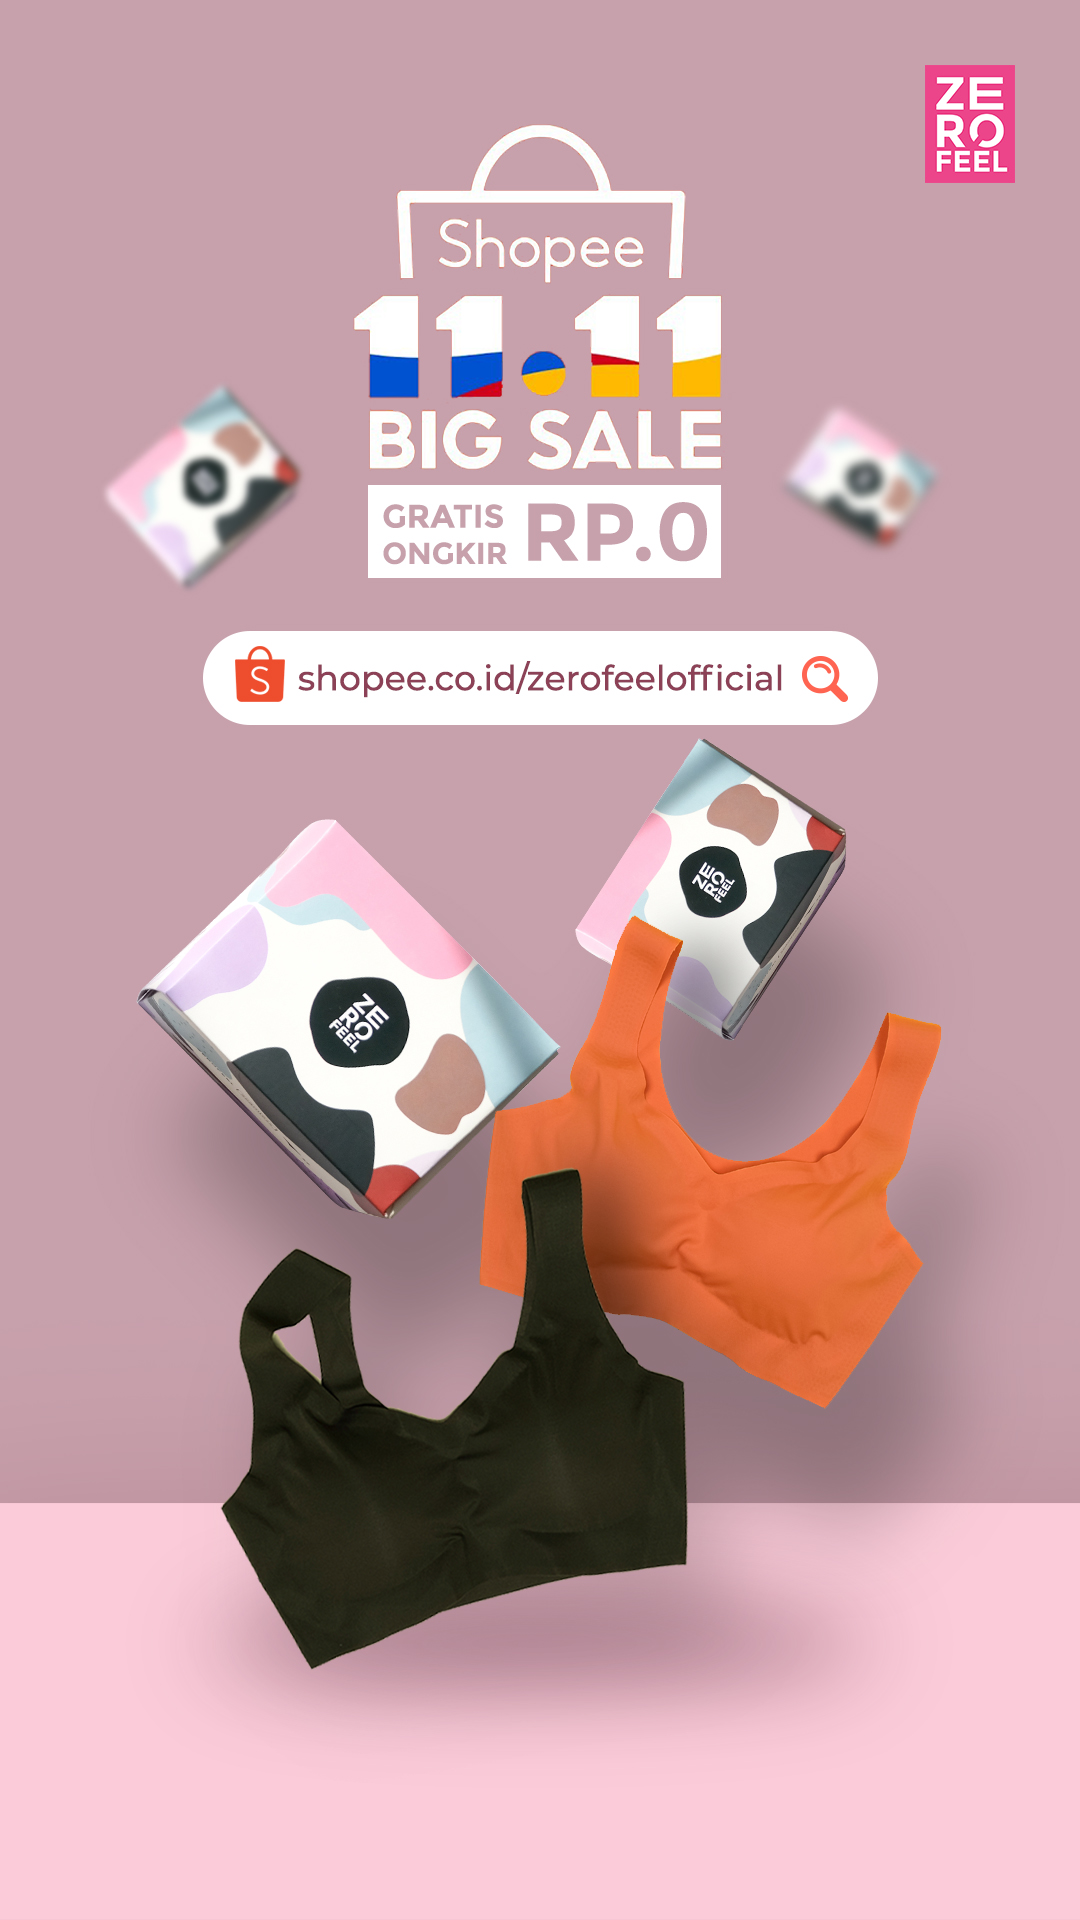 ZE
RO
FEEL
Shopee
11.11
BIG SALE
GRATIS
ONGKIR
RP.0
shopee.co.id/zerofeelofficial
ZE
RO
FEEL
ZE
RO
FEEL